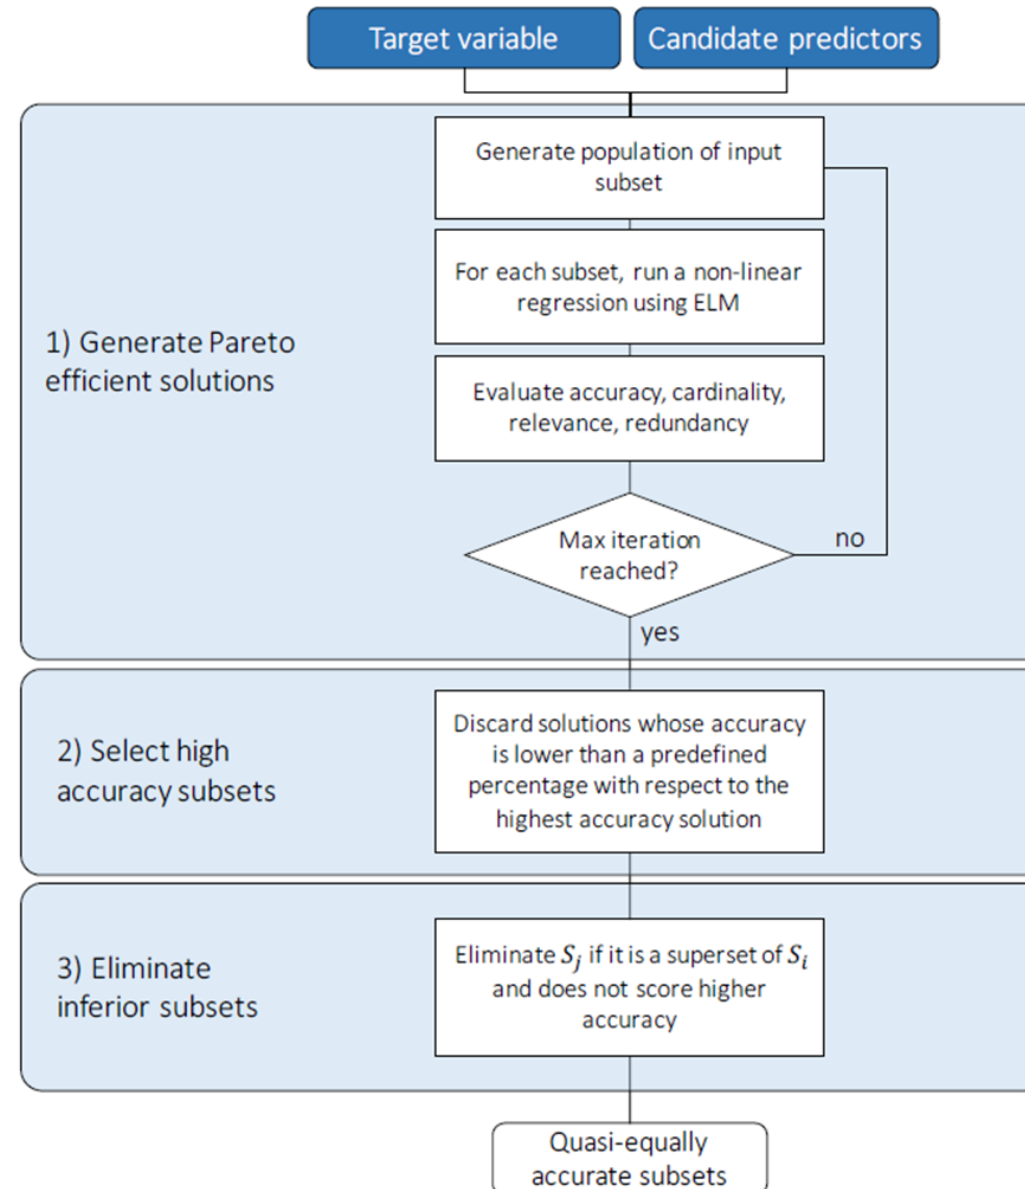 Target variable
Candidate predictors
Generate population of input
subset
For each subset, run a non-linear
regression using ELM
1) Generate Pareto
efficient solutions
Evaluate accuracy, cardinality,
relevance, redundancy
Max iteration
reached?
no
yes
2) Select high
accuracy subsets
Discard solutions whose accuracy
is lower than a predefined
percentage with respect to the
highest accuracy solution
3) Eliminate
inferior subsets
Eliminate S_j if it is a superset of S_i
and does not score higher
accuracy
Quasi-equally
accurate subsets